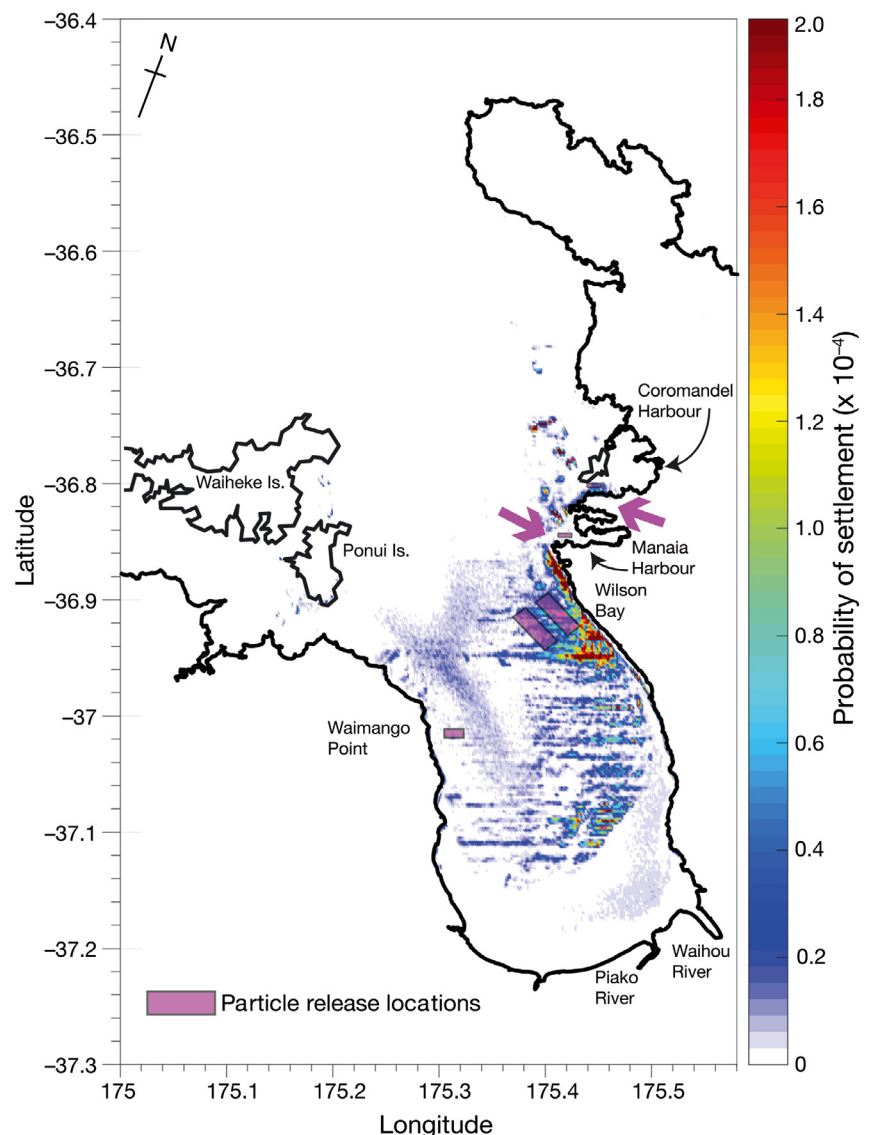 –36.4
–36.5
–36.6
–36.7
–36.8
–36.9
–37
–37.1
–37.2
–37.3
Latitude
N
Coromandel
Harbour
Waiheke Is.
Ponui Is.
Manaia
Harbour
Wilson
Bay
Waimango
Point
Waihou
River
Piako
River
Particle release locations
175
175.1
175.2
175.3
175.4
175.5
Longitude
2.0
1.8
1.6
1.4
1.2
1.0
0.8
0.6
0.4
0.2
0
Probability of settlement (x 10⁻⁴)